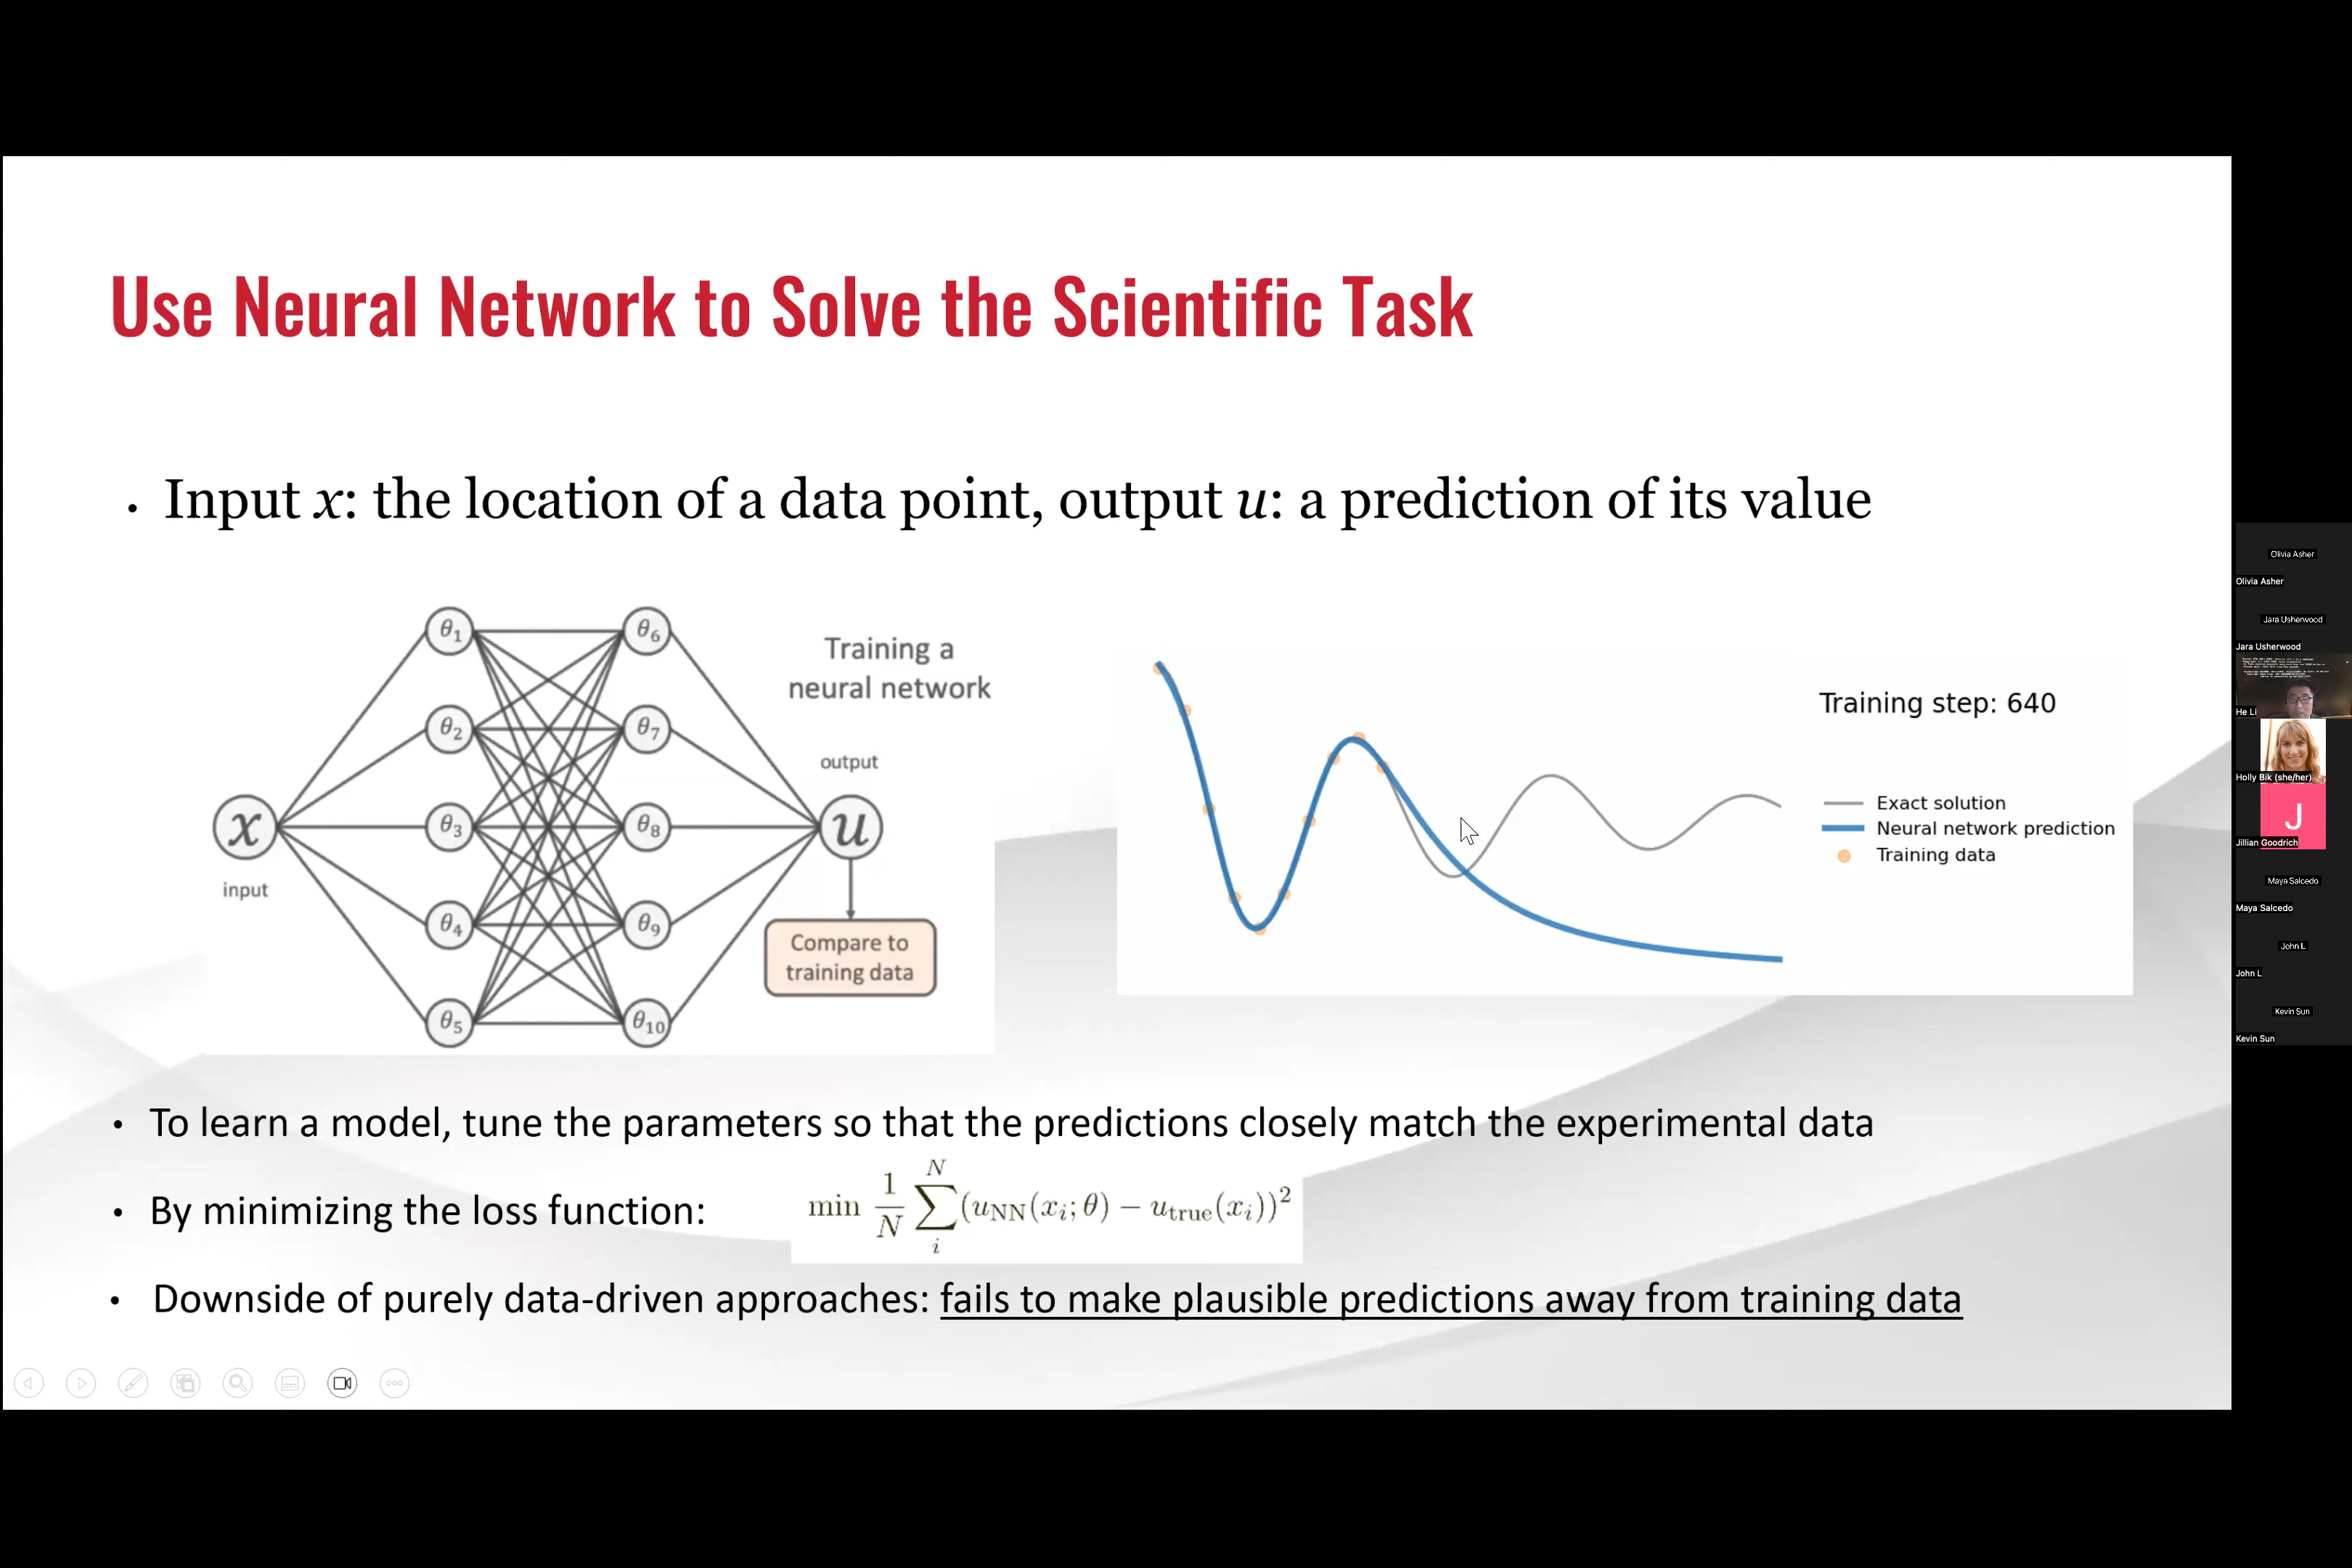 Use Neural Network to Solve the Scientific Task
• Input x: the location of a data point, output u: a prediction of its value
θ1
θ2
θ3
θ4
θ5
θ6
θ7
θ8
θ9
θ10
x
input
Training a
neural network
output
u
Compare to
training data
Training step: 640
Exact solution
Neural network prediction
Training data
• To learn a model, tune the parameters so that the predictions closely match the experimental data
• By minimizing the loss function: min 1/N ∑_i^N (u_NN(x_i; θ) − u_true(x_i))^2
• Downside of purely data-driven approaches: fails to make plausible predictions away from training data
Olivia Asher
Olivia Asher
Jara Usherwood
Jara Usherwood
He Li
Holly Bik (she/her)
J
Jillian Goodrich
Maya Salcedo
Maya Salcedo
John L
John L
Kevin Sun
Kevin Sun